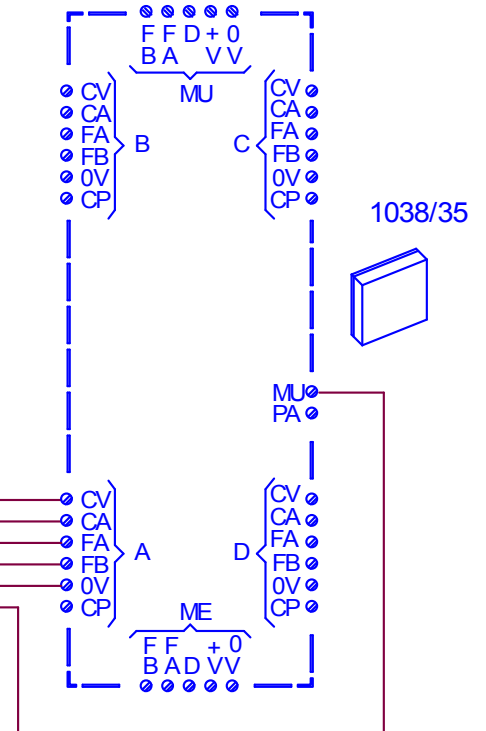 F F D + 0
B A V V
MU
CV
CA
FA
FB
0V
CP
B
C
CV
CA
FA
FB
0V
CP
1038/35
MU
PA
CV
CA
FA
FB
0V
CP
A
D
CV
CA
FA
FB
0V
CP
ME
F F + 0
B A D V V